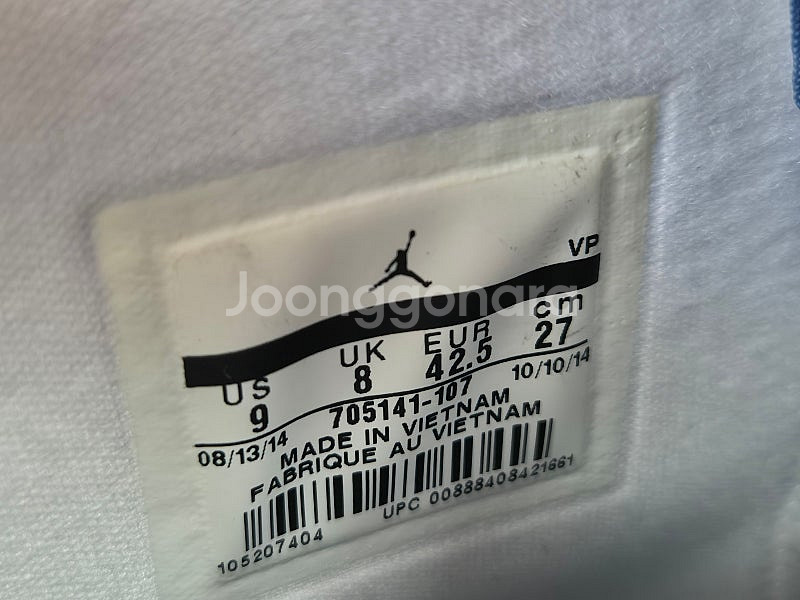 VP
Joonggonara
US UK EUR cm
9 8 42.5 27
08/13/14 705141-107 10/10/14
MADE IN VIETNAM
FABRIQUE AU VIETNAM
105207404 UPC 00888408421661